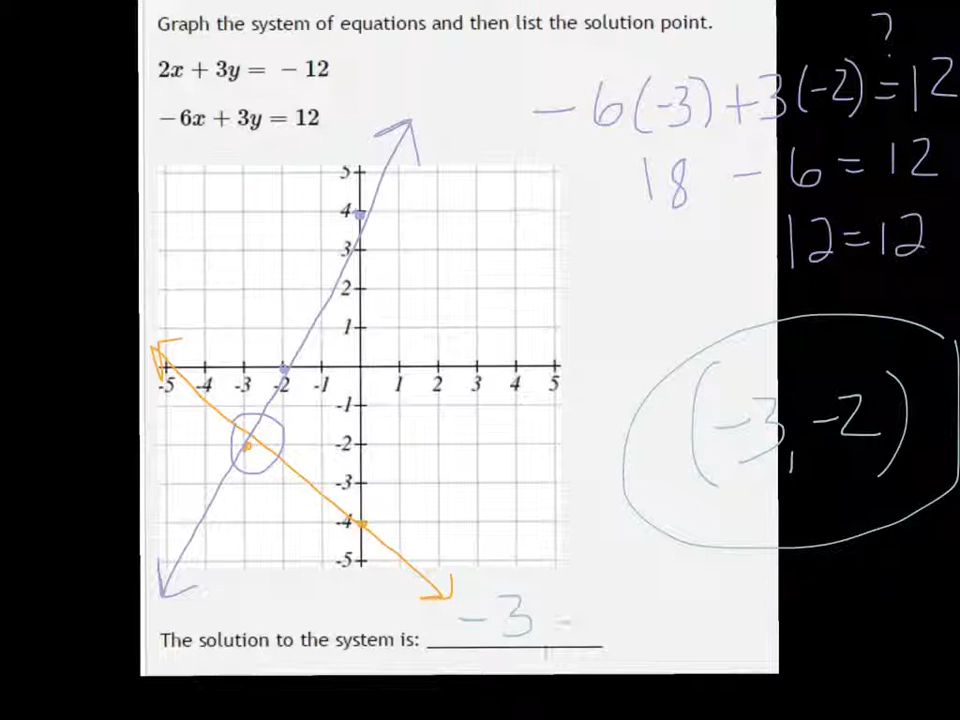 Graph the system of equations and then list the solution point.
2x + 3y = − 12
− 6x + 3y = 12
?
− 6(−3) + 3(−2) = 12
18 − 6 = 12
12 = 12
(−3, −2)
5
4
3
2
1
-5 -4 -3 -2 -1 1 2 3 4 5
-1
-2
-3
-4
-5
The solution to the system is: −3 −